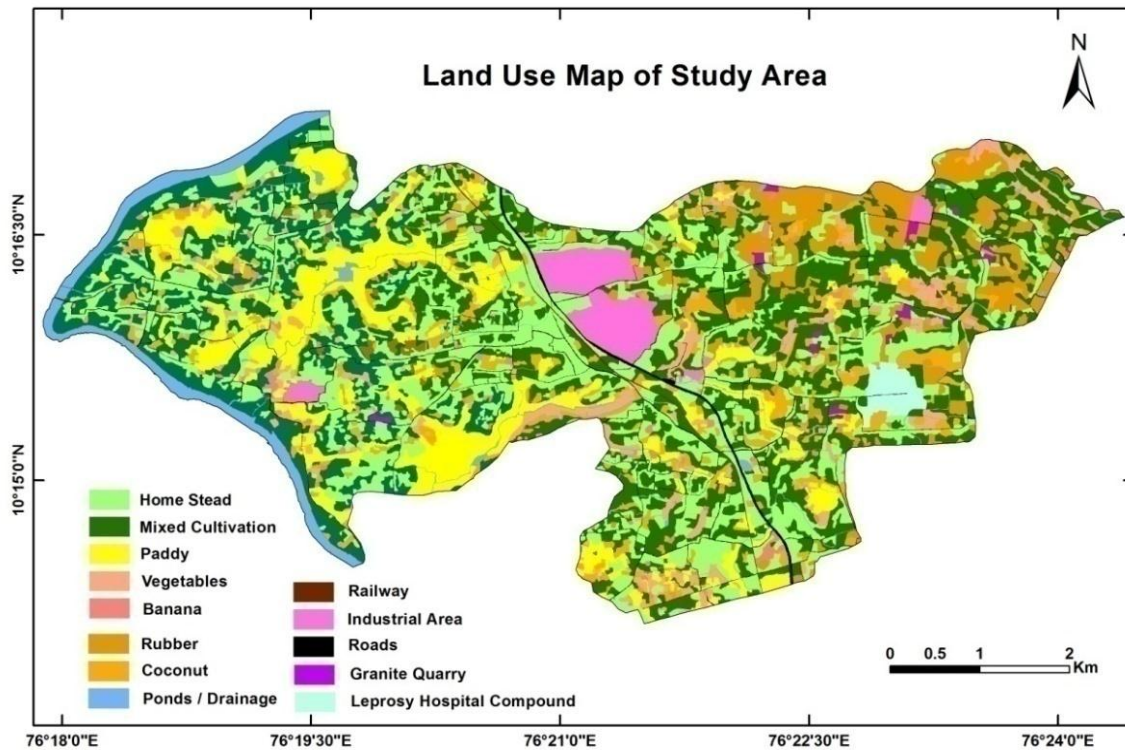 Land Use Map of Study Area
N
10°16'30"N
10°15'0"N
Home Stead
Mixed Cultivation
Paddy
Vegetables
Banana
Rubber
Coconut
Ponds / Drainage
Railway
Industrial Area
Roads
Granite Quarry
Leprosy Hospital Compound
0 0.5 1 2
Km
76°18'0"E 76°19'30"E 76°21'0"E 76°22'30"E 76°24'0"E